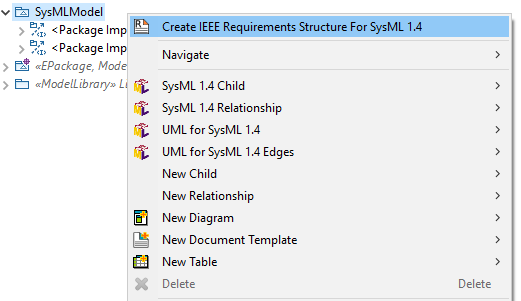 SysMLModel
<Package Imp
<Package Imp
«EPackage, Mode
«ModelLibrary» Li
Create IEEE Requirements Structure For SysML 1.4
Navigate
SysML 1.4 Child
SysML 1.4 Relationship
UML for SysML 1.4
UML for SysML 1.4 Edges
New Child
New Relationship
New Diagram
New Document Template
New Table
Delete Delete